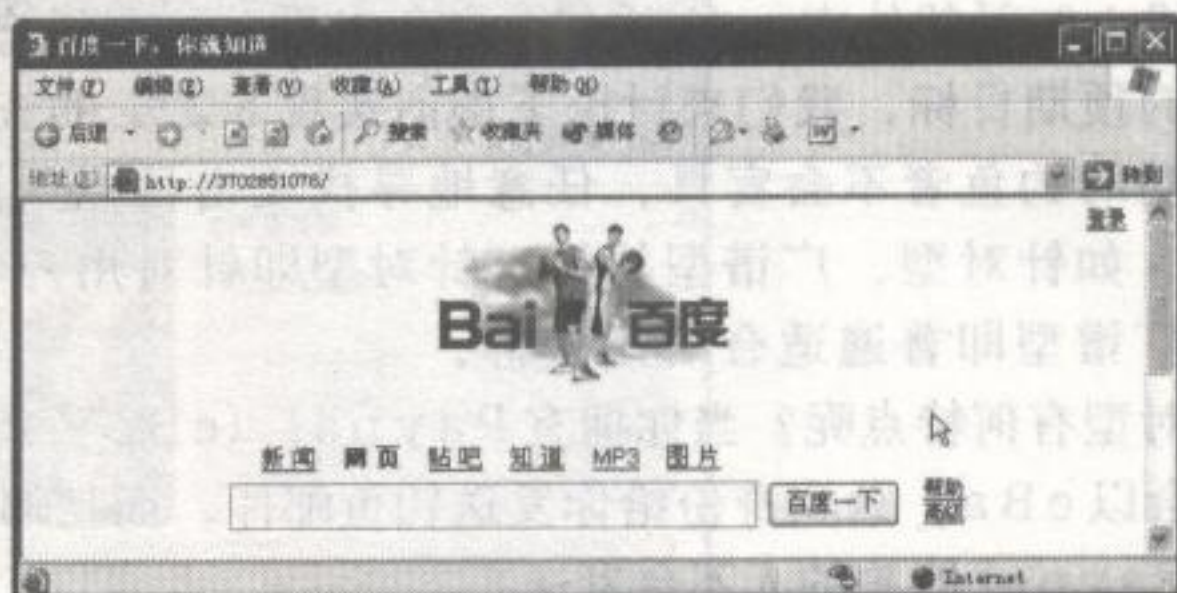 百度一下，你就知道
文件(F) 编辑(E) 查看(V) 收藏(A) 工具(T) 帮助(H)
后退 搜索 收藏夹 媒体
地址(D) http://3702851076/ 转到
登录
Bai 百度
新闻 网页 贴吧 知道 MP3 图片
百度一下 帮助
高级
Internet